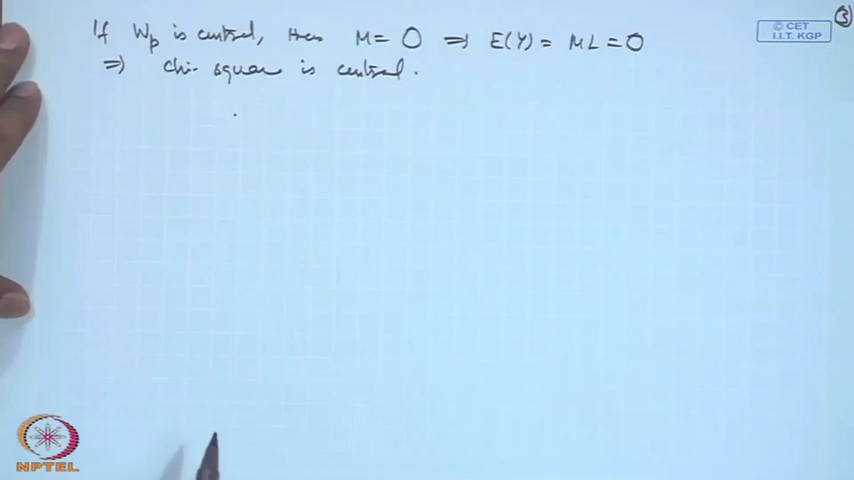 If Wp is central, then M = 0 ⇒ E(Y) = ML = 0
⇒ chi-square is central.
© CET
I.I.T. KGP
3
NPTEL